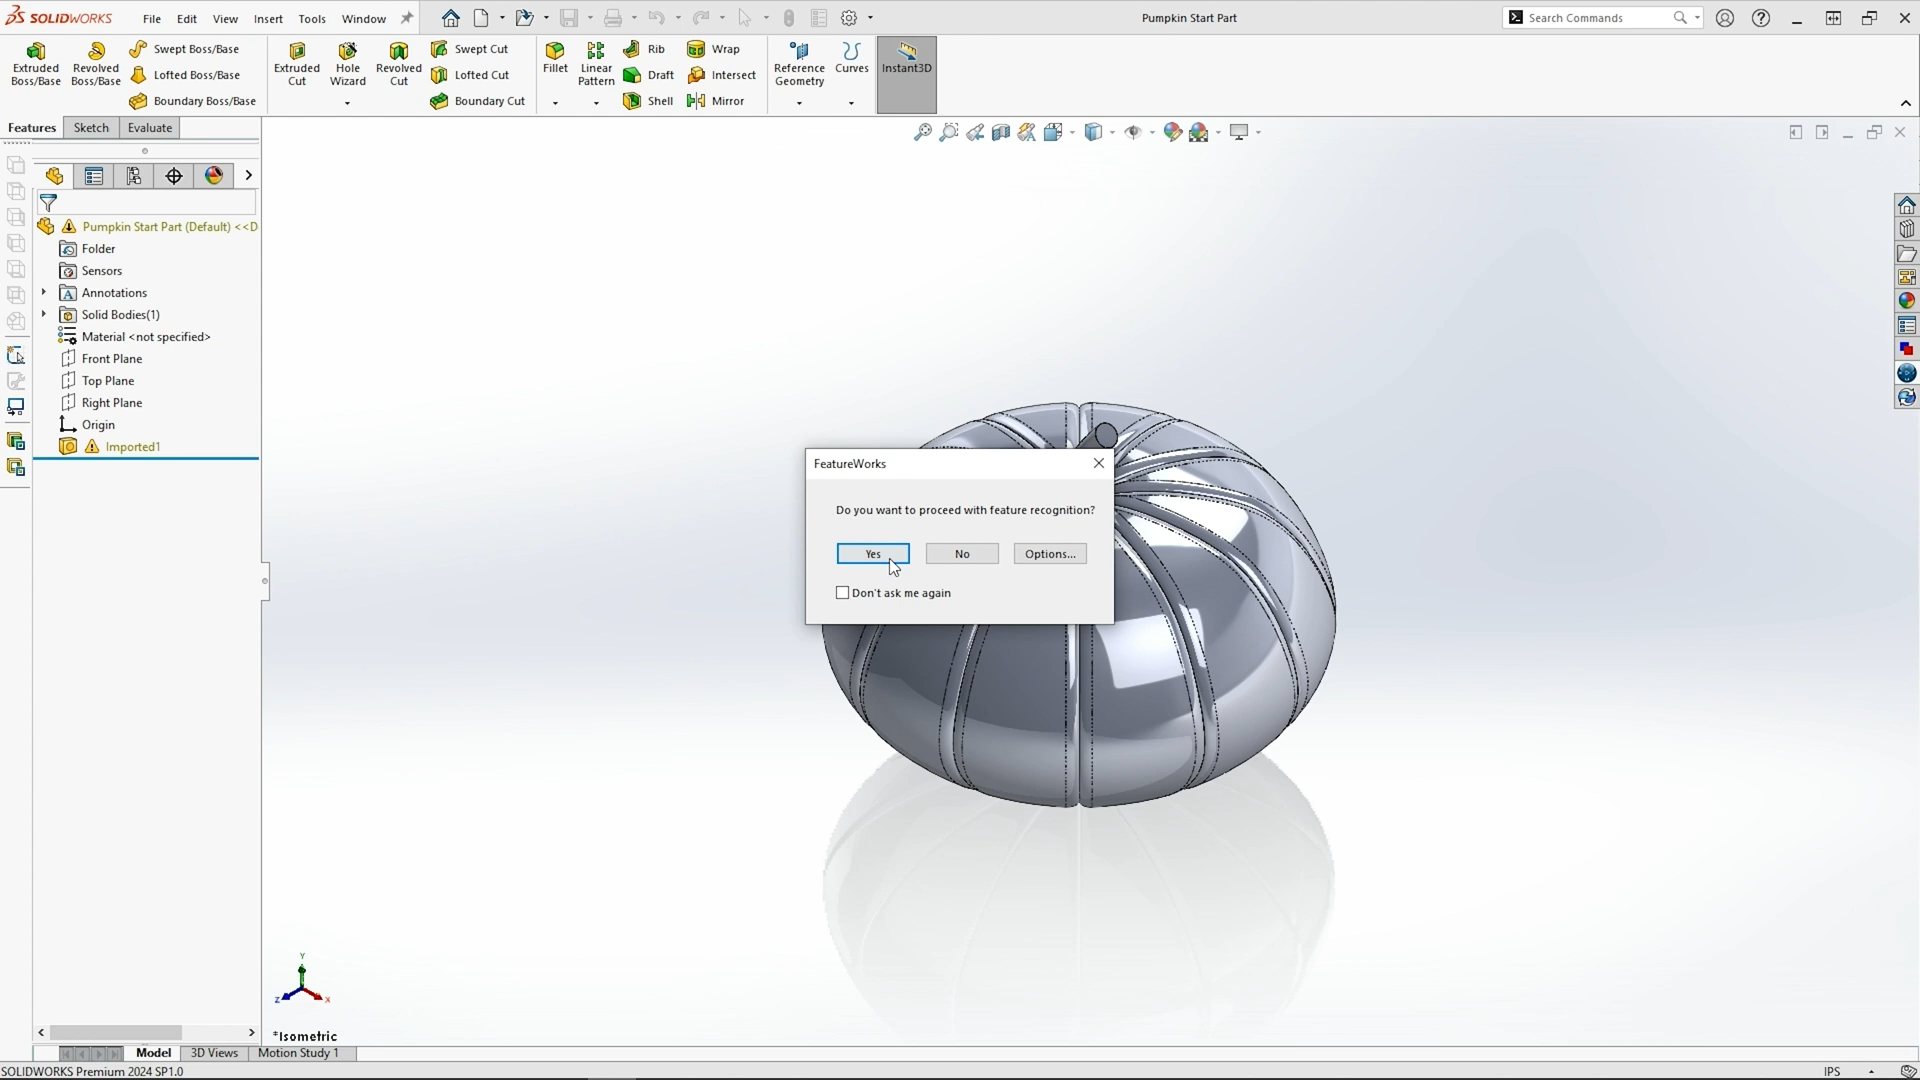 SOLIDWORKS File Edit View Insert Tools Window Pumpkin Start Part Search Commands
Extruded Boss/Base
Revolved Boss/Base
Swept Boss/Base
Lofted Boss/Base
Boundary Boss/Base
Extruded Cut
Hole Wizard
Revolved Cut
Swept Cut
Lofted Cut
Boundary Cut
Fillet
Linear Pattern
Rib
Draft
Shell
Wrap
Intersect
Mirror
Reference Geometry
Curves
Instant3D
Features Sketch Evaluate
Pumpkin Start Part (Default) <<D
Folder
Sensors
Annotations
Solid Bodies(1)
Material <not specified>
Front Plane
Top Plane
Right Plane
Origin
Imported1
FeatureWorks
Do you want to proceed with feature recognition?
Yes No Options...
Don't ask me again
Y
Z X
*Isometric
Model 3D Views Motion Study 1
SOLIDWORKS Premium 2024 SP1.0 IPS